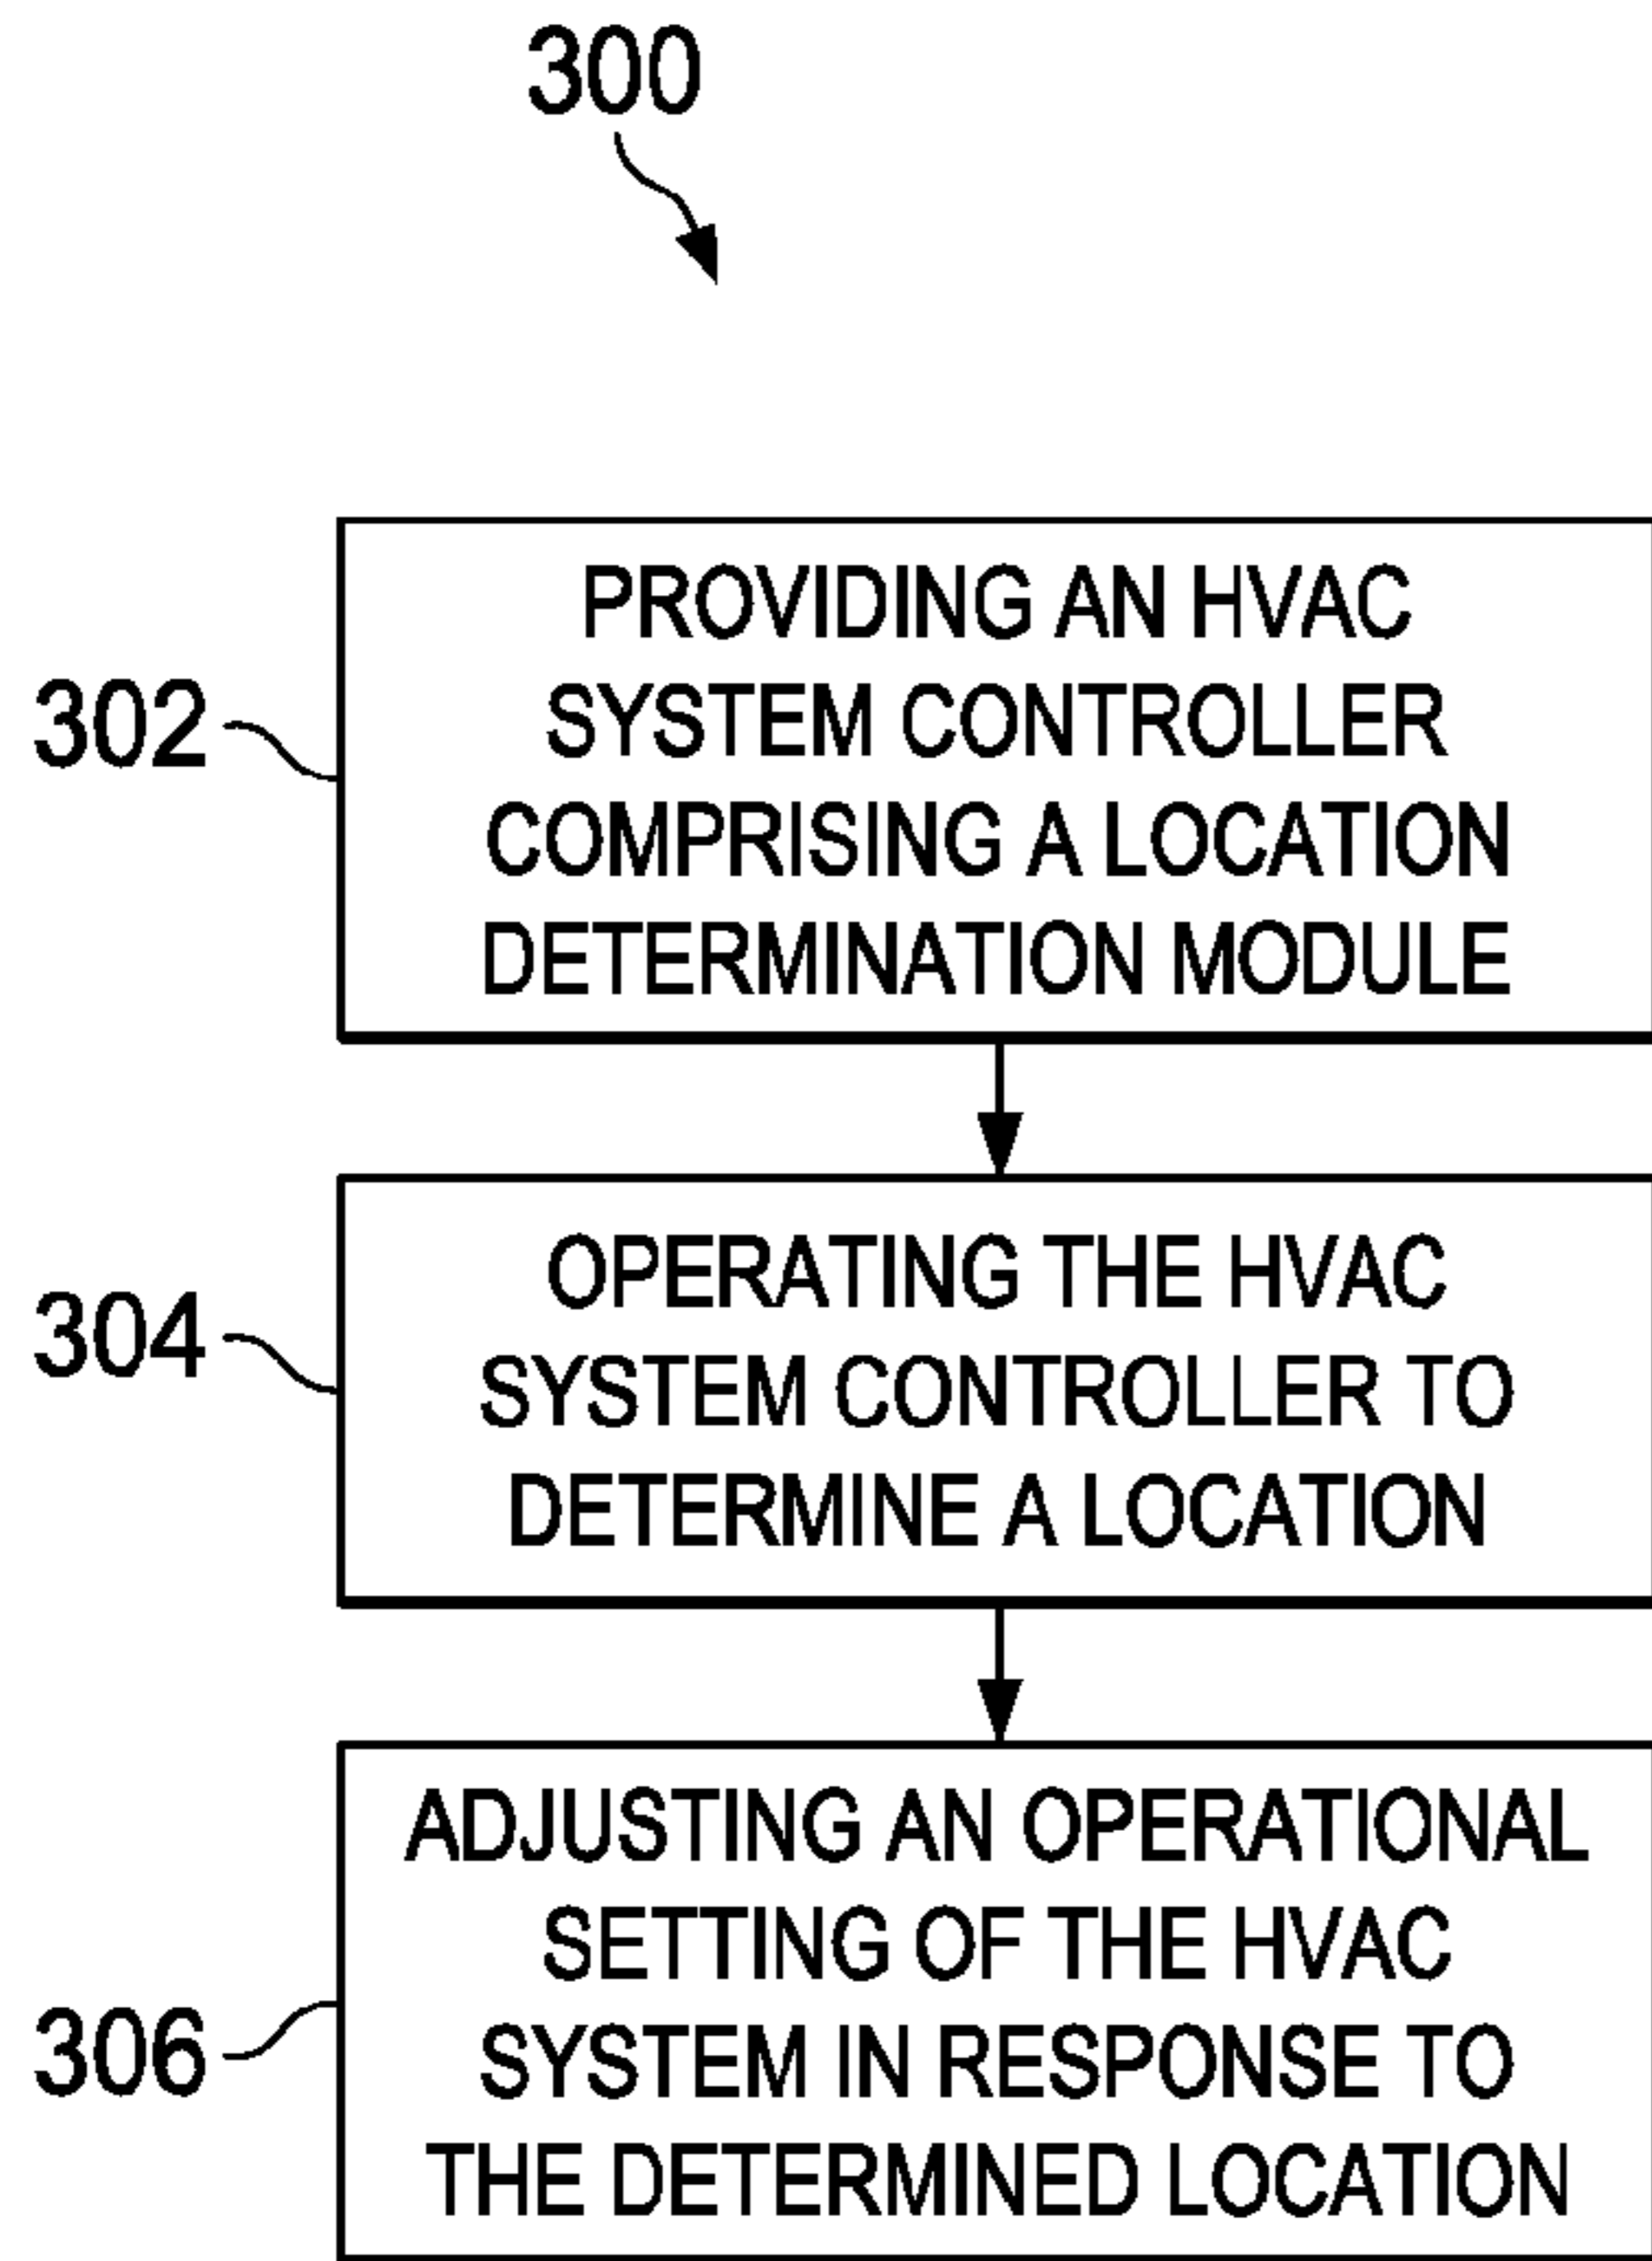 300
302
PROVIDING AN HVAC
SYSTEM CONTROLLER
COMPRISING A LOCATION
DETERMINATION MODULE
304
OPERATING THE HVAC
SYSTEM CONTROLLER TO
DETERMINE A LOCATION
306
ADJUSTING AN OPERATIONAL
SETTING OF THE HVAC
SYSTEM IN RESPONSE TO
THE DETERMINED LOCATION